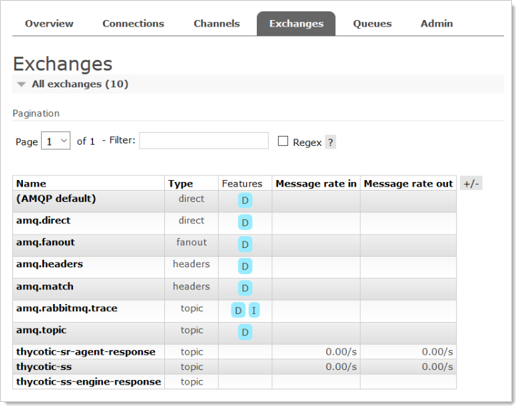 Overview Connections Channels Exchanges Queues Admin
Exchanges
All exchanges (10)
Pagination
Page 1 of 1 - Filter: Regex ?
Name Type Features Message rate in Message rate out +/-
(AMQP default) direct D
amq.direct direct D
amq.fanout fanout D
amq.headers headers D
amq.match headers D
amq.rabbitmq.trace topic D I
amq.topic topic D
thycotic-sr-agent-response topic 0.00/s 0.00/s
thycotic-ss topic 0.00/s 0.00/s
thycotic-ss-engine-response topic